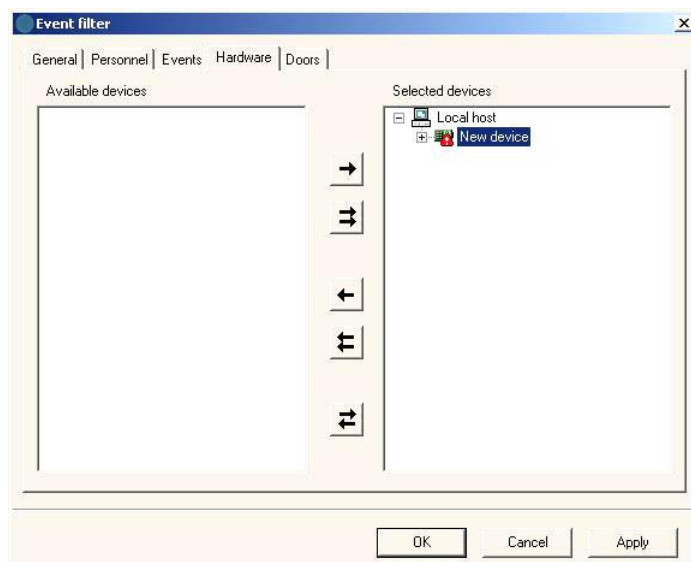 Event filter
General Personnel Events Hardware Doors
Available devices
Selected devices
Local host
New device
OK Cancel Apply